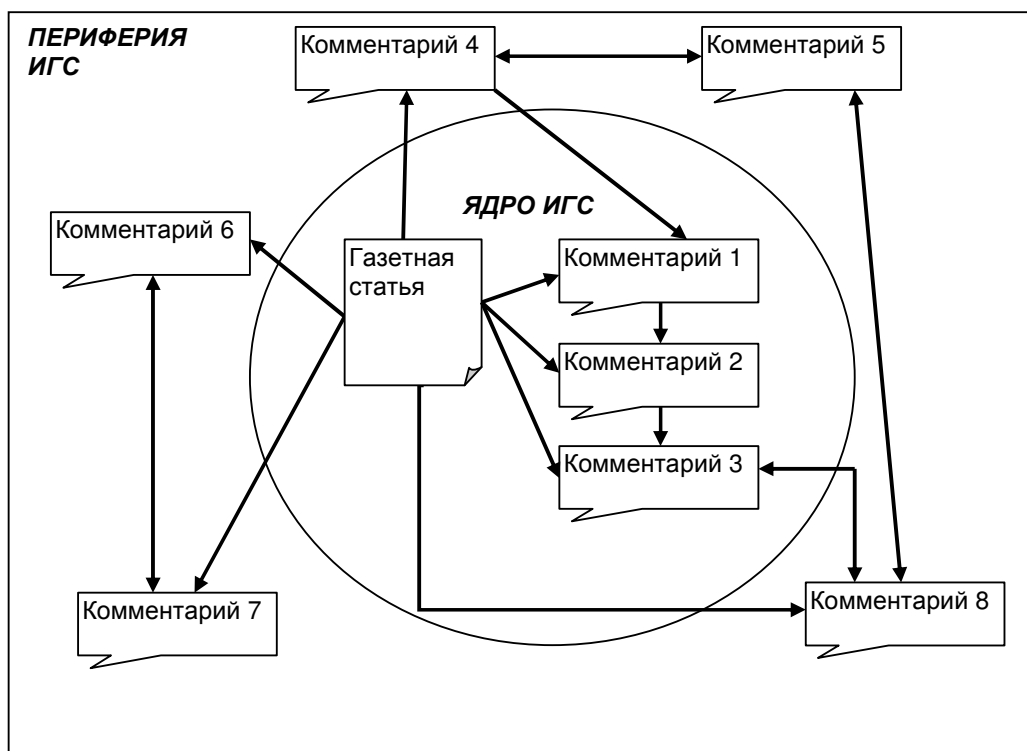 ПЕРИФЕРИЯ
ИГС
Комментарий 4
Комментарий 5
ЯДРО ИГС
Комментарий 6
Газетная
статья
Комментарий 1
Комментарий 2
Комментарий 3
Комментарий 7
Комментарий 8